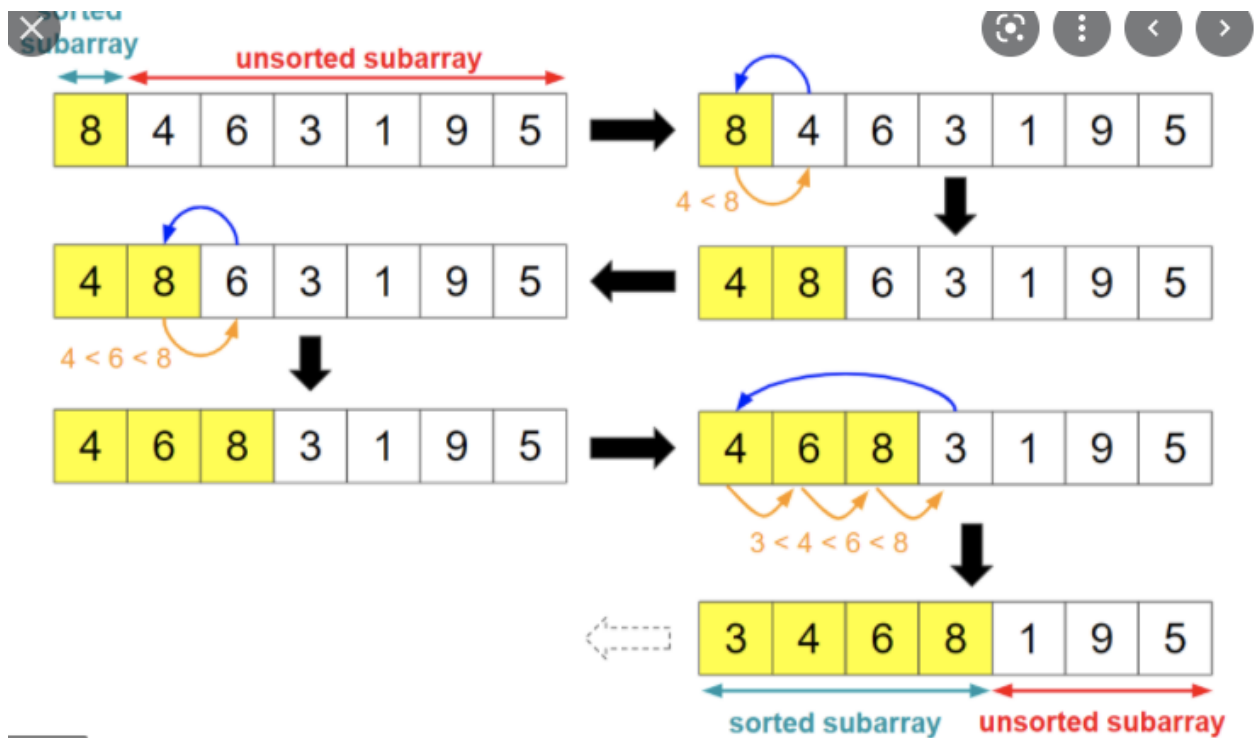 sorted
subarray
unsorted subarray
8 4 6 3 1 9 5
8 4 6 3 1 9 5
4 < 8
4 8 6 3 1 9 5
4 < 6 < 8
4 8 6 3 1 9 5
4 6 8 3 1 9 5
4 6 8 3 1 9 5
3 < 4 < 6 < 8
3 4 6 8 1 9 5
sorted subarray
unsorted subarray